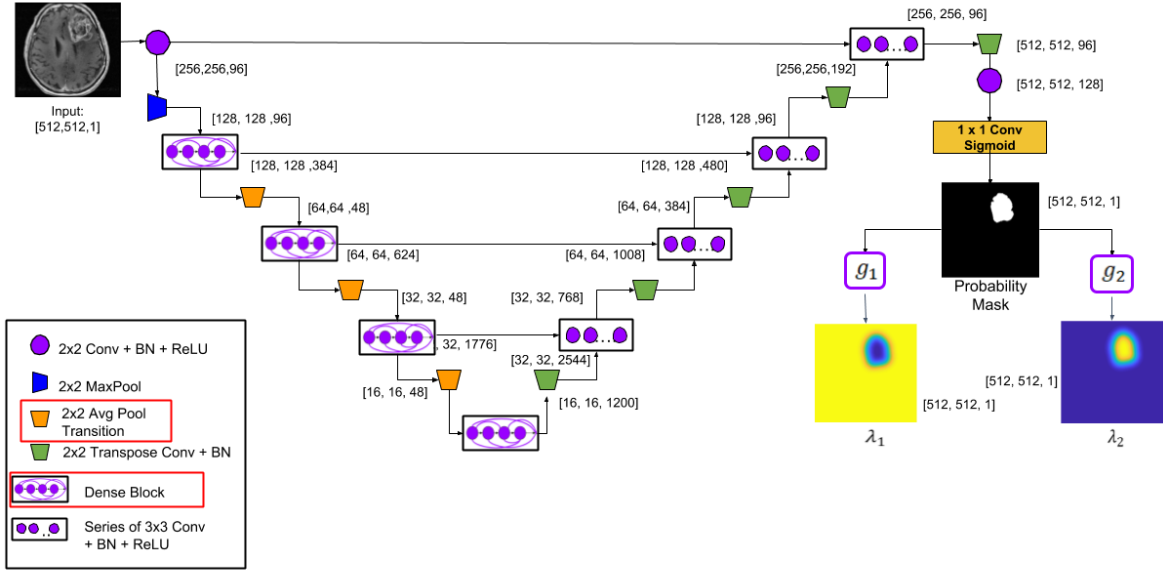 Input:
[512,512,1]
[256,256,96]
[128, 128 ,96]
[128, 128 ,384]
[64,64 ,48]
[64, 64, 624]
[32, 32, 48]
, 32, 1776]
[16, 16, 48]
[16, 16, 1200]
[32, 32, 2544]
[32, 32, 768]
[64, 64, 1008]
[64, 64, 384]
[128, 128 ,480]
[128, 128 ,96]
[256,256,192]
[256, 256, 96]
[512, 512, 96]
[512, 512, 128]
1 x 1 Conv
Sigmoid
[512, 512, 1]
Probability
Mask
g1
g2
[512, 512, 1]
[512, 512, 1]
λ1
λ2
2x2 Conv + BN + ReLU
2x2 MaxPool
2x2 Avg Pool
Transition
2x2 Transpose Conv + BN
Dense Block
Series of 3x3 Conv
+ BN + ReLU